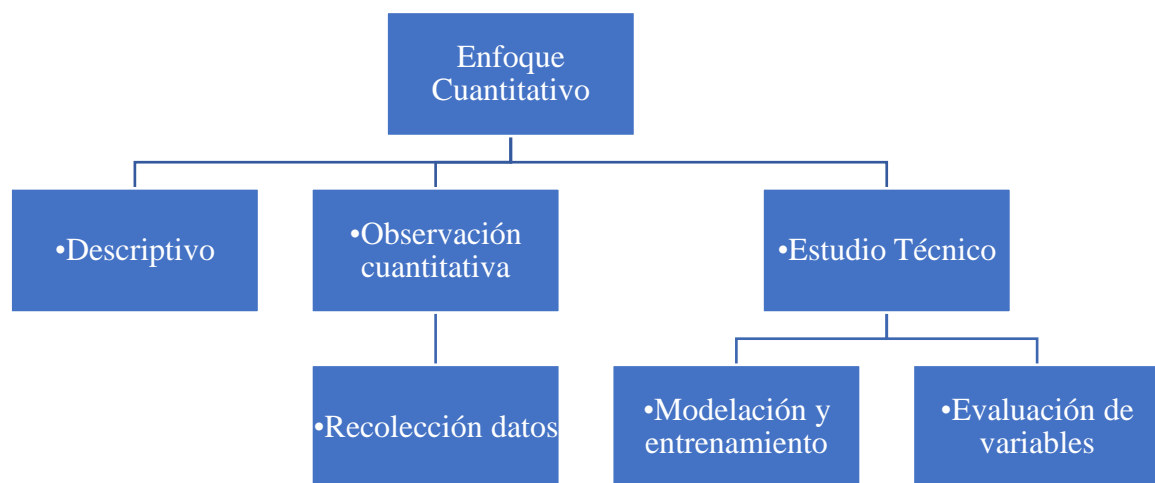 Enfoque
Cuantitativo
•Descriptivo
•Observación
cuantitativa
•Estudio Técnico
•Recolección datos
•Modelación y
entrenamiento
•Evaluación de
variables